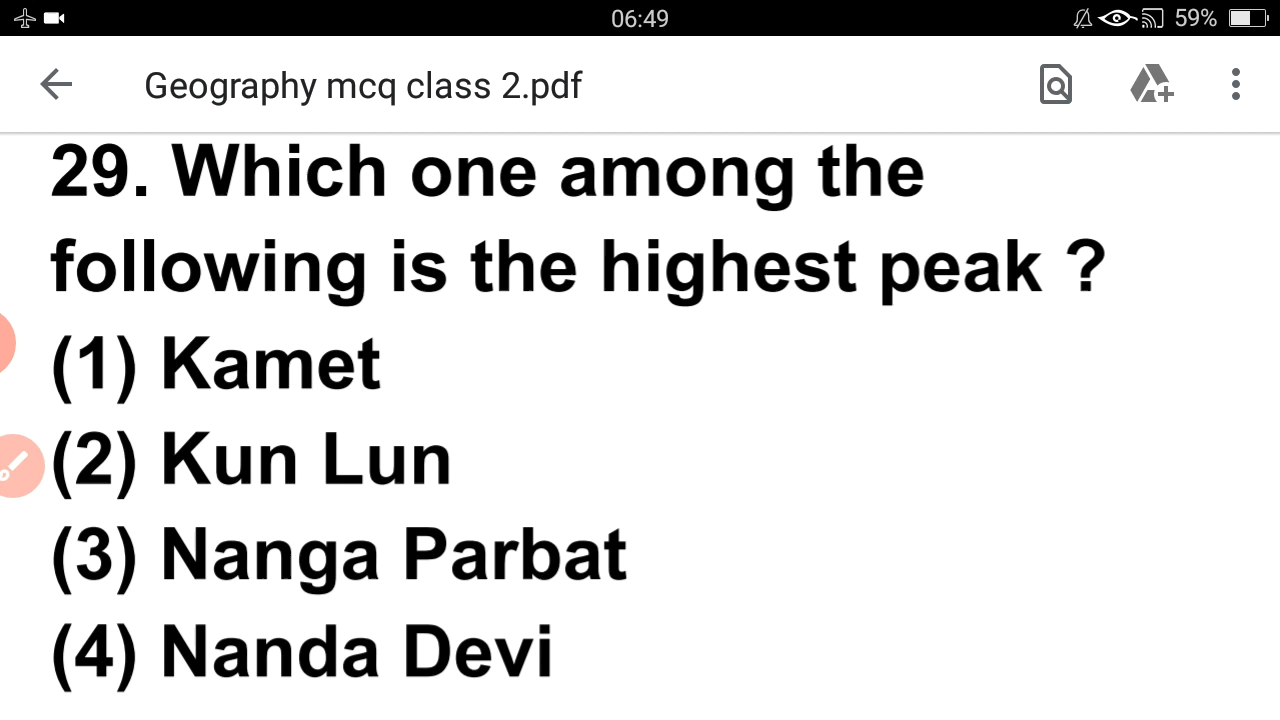 06:49 59%
Geography mcq class 2.pdf
29. Which one among the
following is the highest peak ?
(1) Kamet
(2) Kun Lun
(3) Nanga Parbat
(4) Nanda Devi